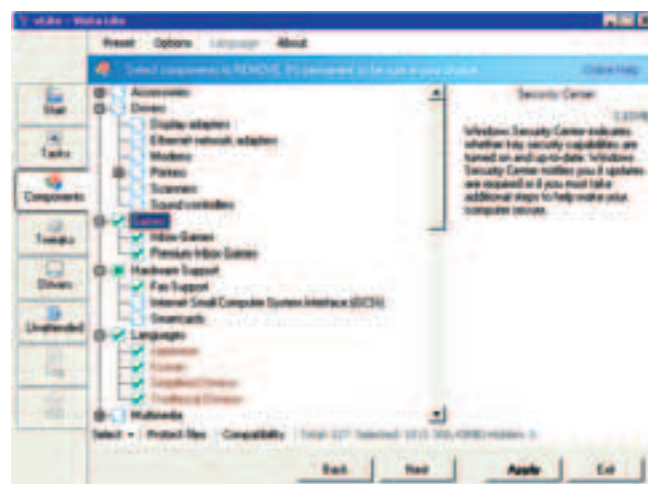 vLite - Vista Lite
Preset Options Language About
Select components to REMOVE. It's permanent so be sure in your choice. Online Help
Start
Tasks
Components
Tweaks
Drivers
Unattended
Accessories
Drivers
Display adapters
Ethernet network adapters
Modems
Printers
Scanners
Sound controllers
Games
Inbox Games
Premium Inbox Games
Hardware Support
Fax Support
Internet Small Computer System Interface (iSCSI)
Smartcards
Languages
Japanese
Korean
Simplified Chinese
Traditional Chinese
Multimedia
Security Center
Windows Security Center indicates
whether key security capabilities are
turned on and up-to-date. Windows
Security Center notifies you if updates
are required or if you must take
additional steps to help make your
computer secure.
Select Protect files Compatibility Total: 127 Selected:
Back Next Apply Exit